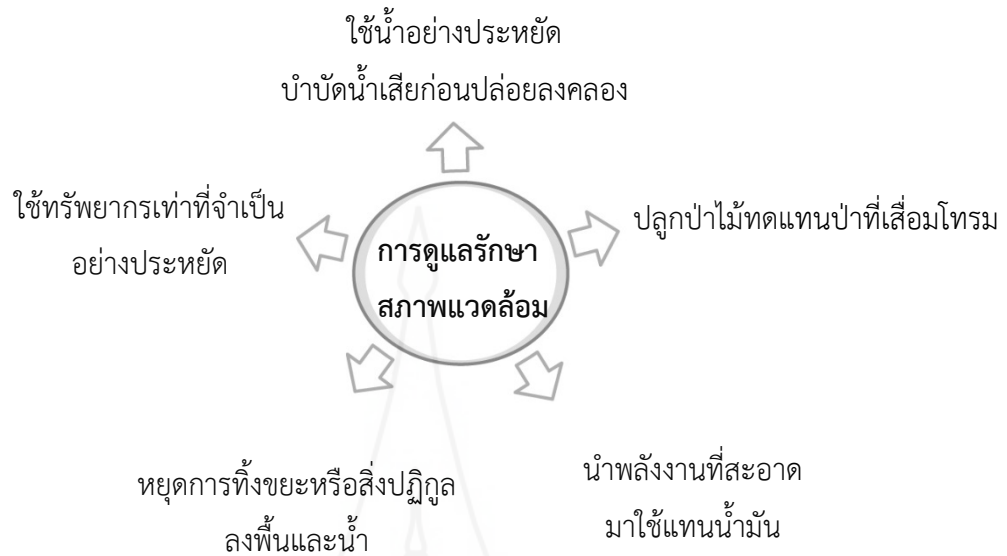 ใช้น้ำอย่างประหยัด
บำบัดน้ำเสียก่อนปล่อยลงคลอง
ใช้ทรัพยากรเท่าที่จำเป็น
อย่างประหยัด
การดูแลรักษา
สภาพแวดล้อม
ปลูกป่าไม้ทดแทนป่าที่เสื่อมโทรม
หยุดการทิ้งขยะหรือสิ่งปฏิกูล
ลงพื้นและน้ำ
นำพลังงานที่สะอาด
มาใช้แทนน้ำมัน